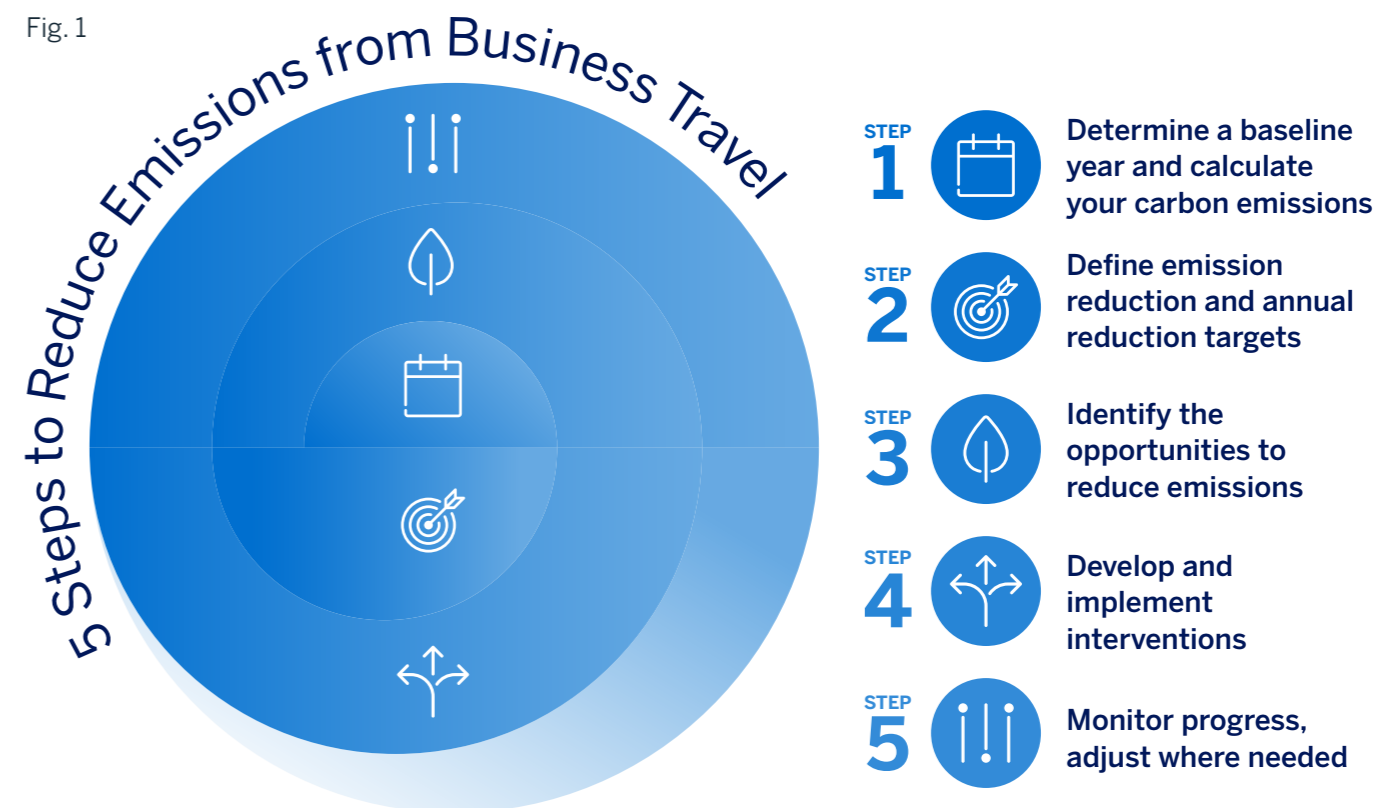 Fig. 1
5 Steps to Reduce Emissions from Business Travel
STEP
1
Determine a baseline
year and calculate
your carbon emissions
STEP
2
Define emission
reduction and annual
reduction targets
STEP
3
Identify the
opportunities to
reduce emissions
STEP
4
Develop and
implement
interventions
STEP
5
Monitor progress,
adjust where needed